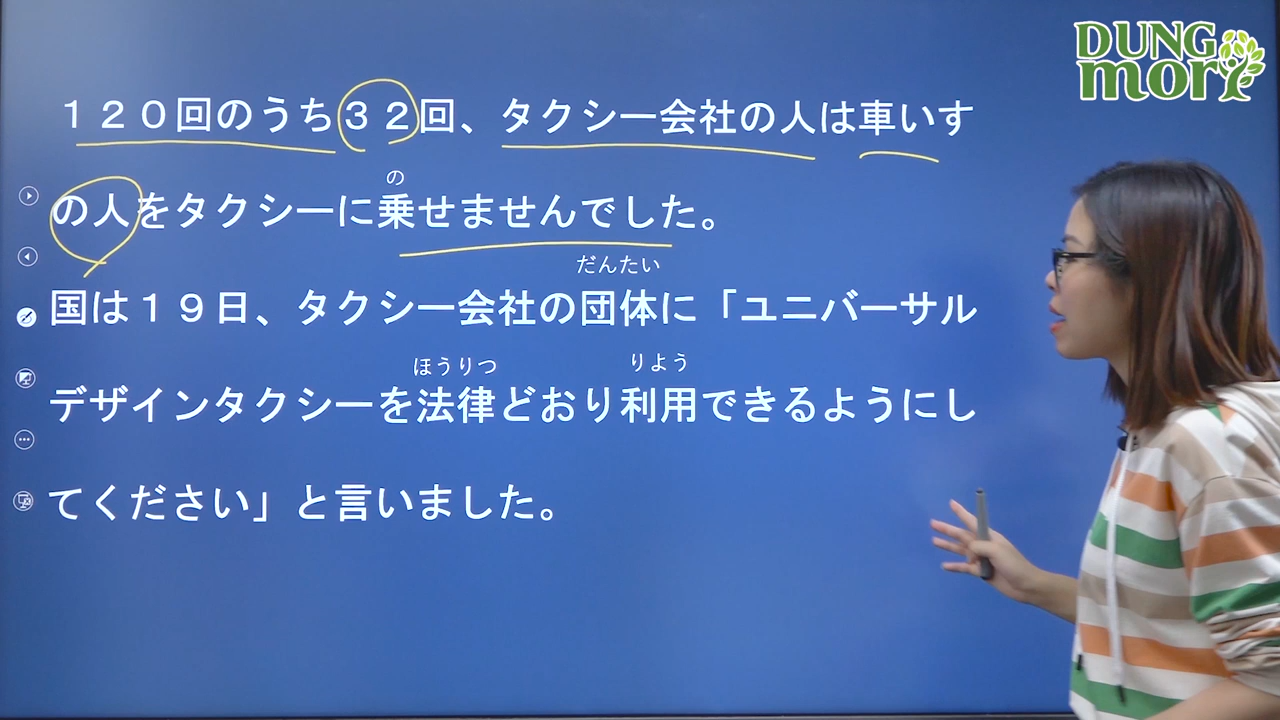 DUNG
mori
１２０回のうち３２回、タクシー会社の人は車いす
の
の人をタクシーに乗せませんでした。
だんたい
国は１９日、タクシー会社の団体に「ユニバーサル
ほうりつ りよう
デザインタクシーを法律どおり利用できるようにし
てください」と言いました。